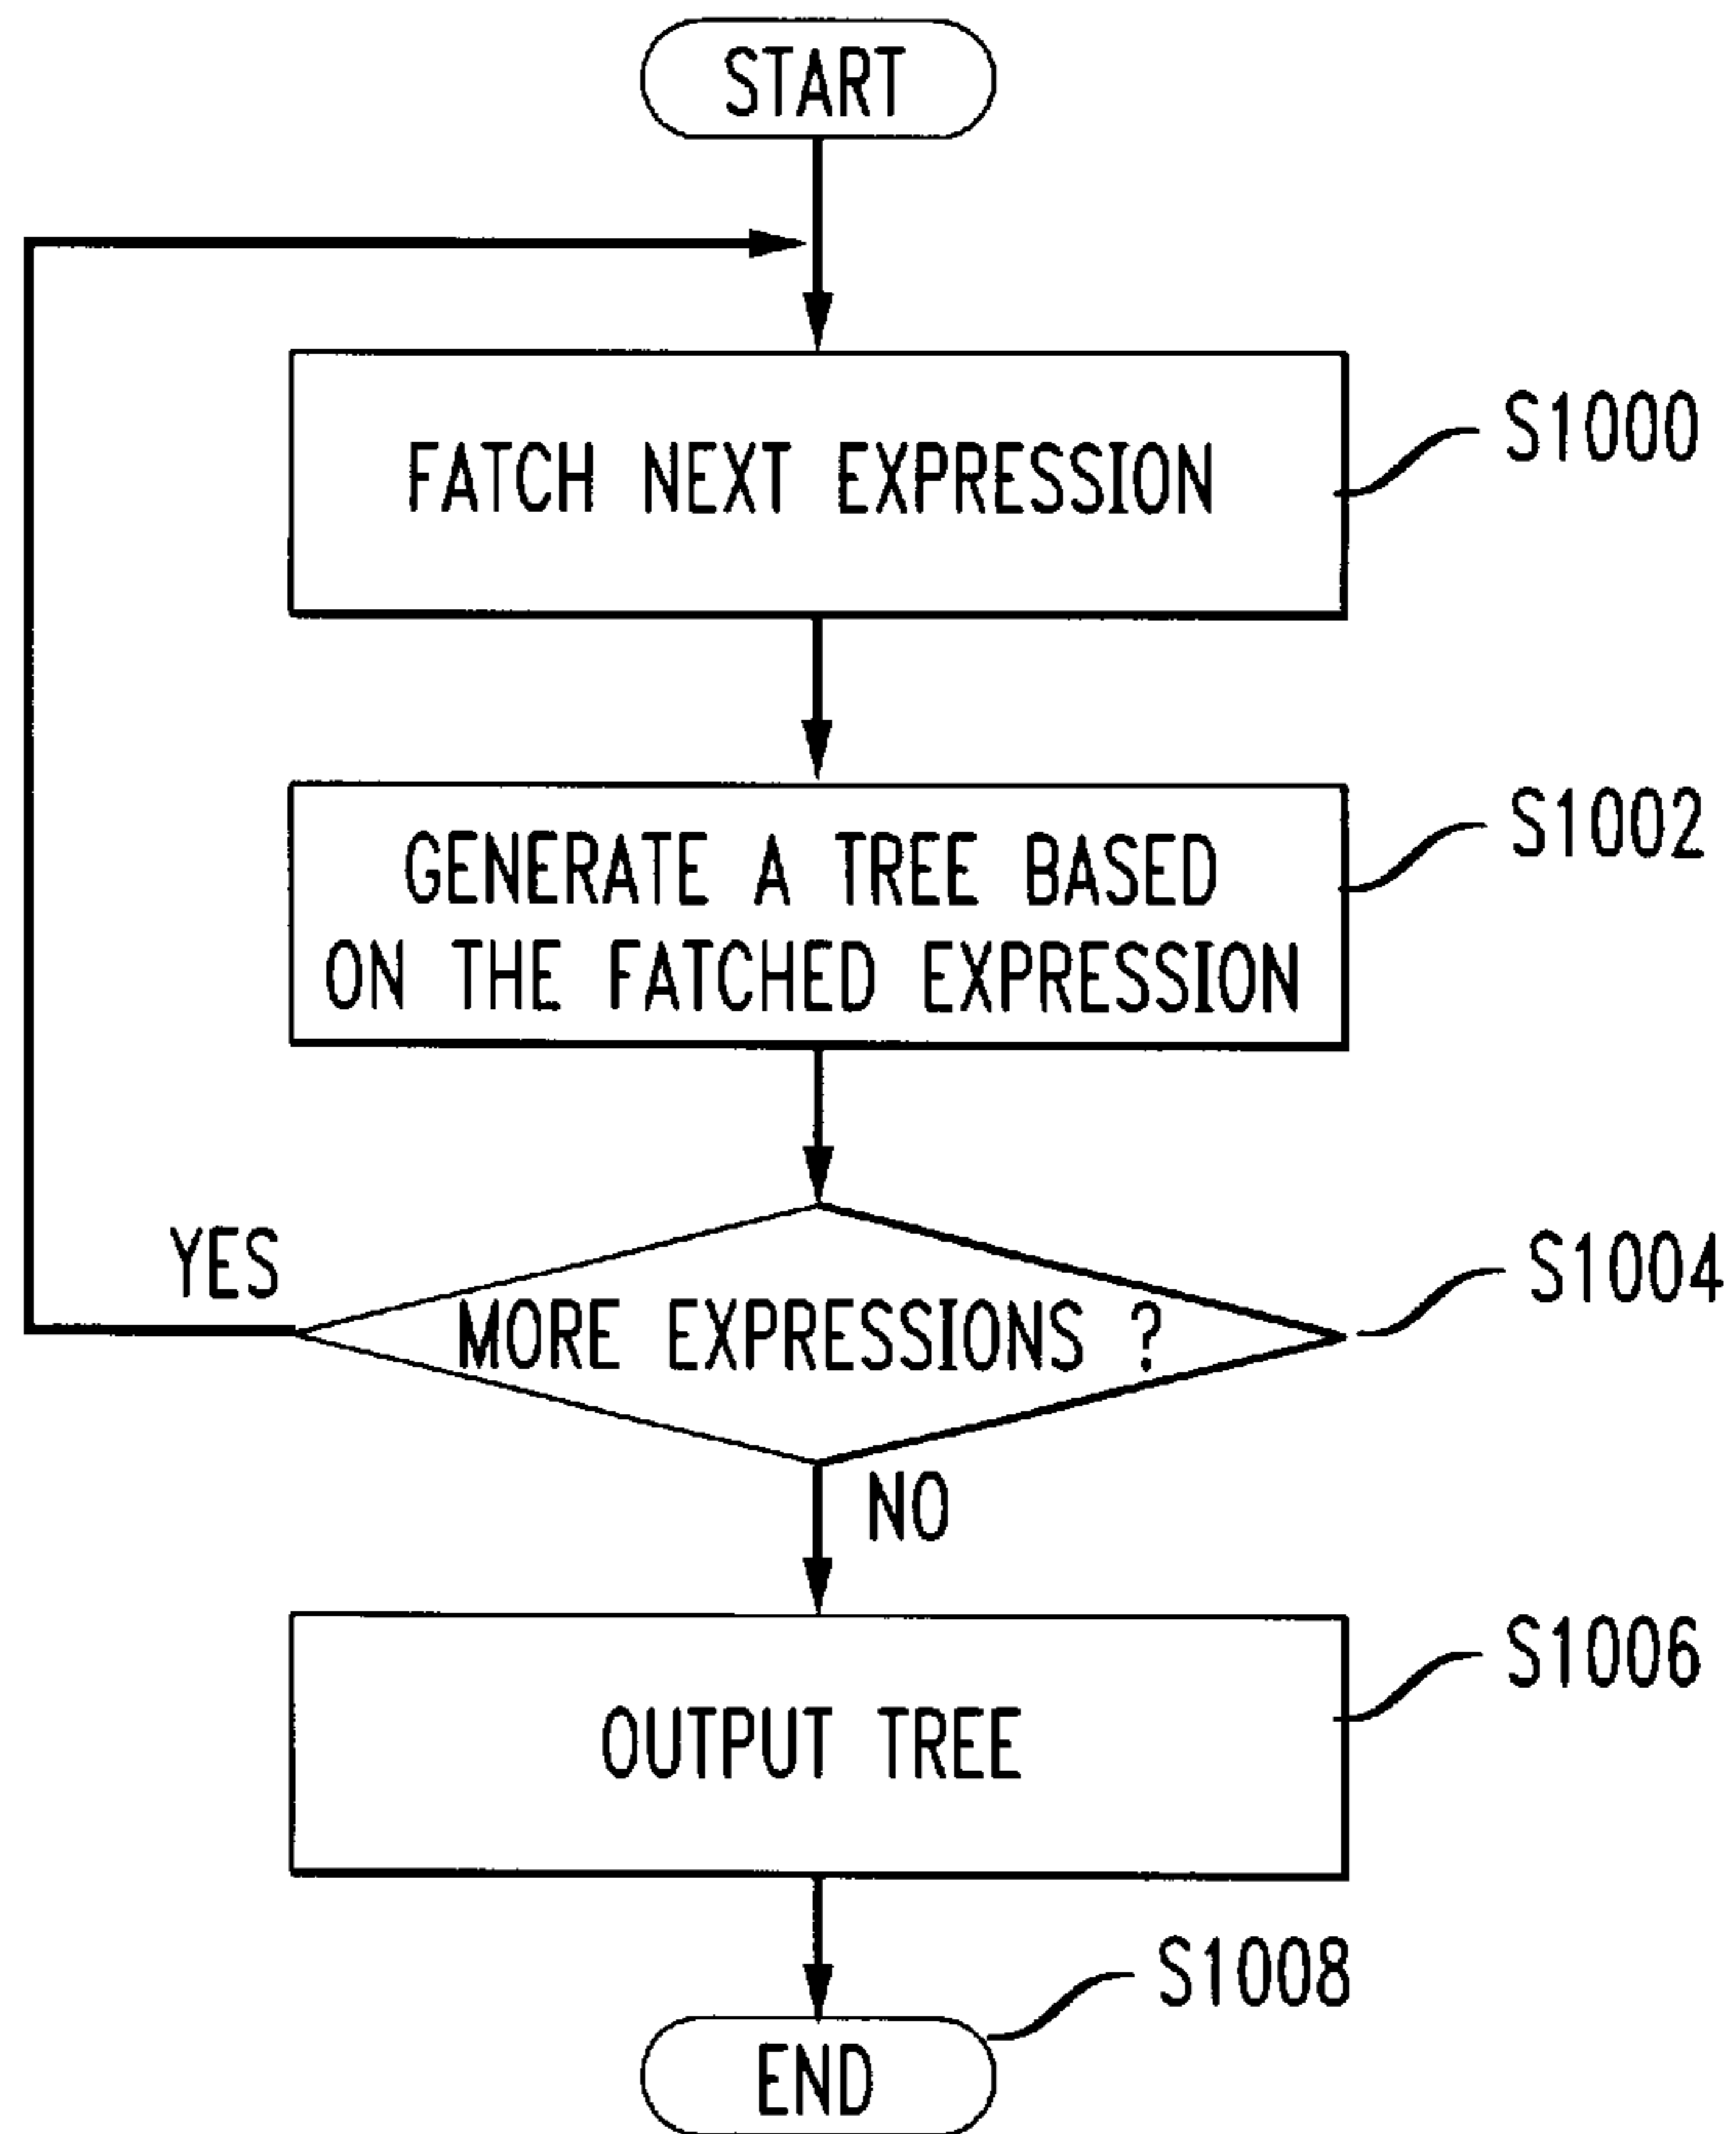 START
FATCH NEXT EXPRESSION
S1000
GENERATE A TREE BASED
ON THE FATCHED EXPRESSION
S1002
YES
MORE EXPRESSIONS ?
S1004
NO
OUTPUT TREE
S1006
S1008
END